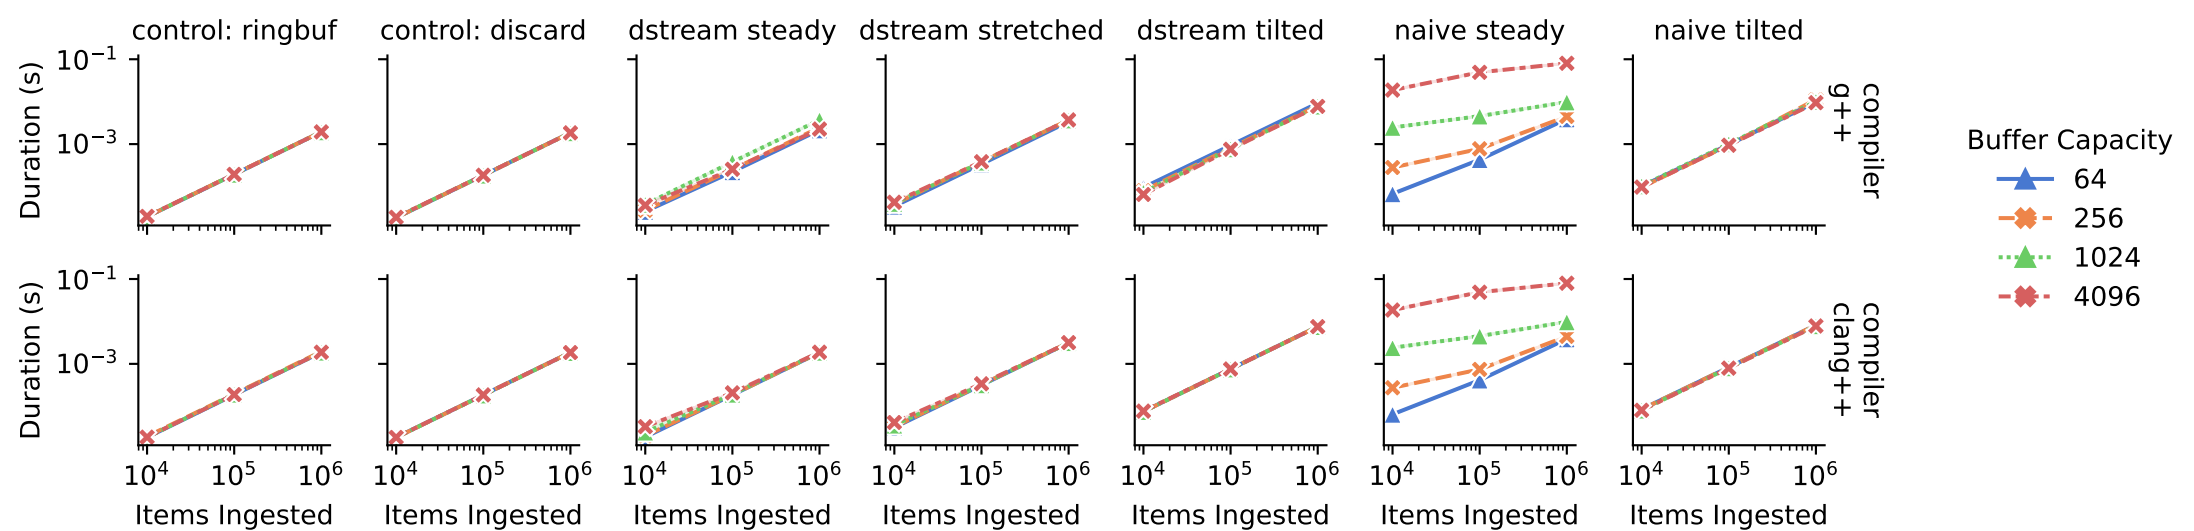 control: ringbuf
control: discard
dstream steady
dstream stretched
dstream tilted
naive steady
naive tilted
Duration (s)
10⁻¹
10⁻³
compiler
g++
Duration (s)
10⁻¹
10⁻³
compiler
clang++
10⁴ 10⁵ 10⁶
10⁴ 10⁵ 10⁶
10⁴ 10⁵ 10⁶
10⁴ 10⁵ 10⁶
10⁴ 10⁵ 10⁶
10⁴ 10⁵ 10⁶
10⁴ 10⁵ 10⁶
Items Ingested
Items Ingested
Items Ingested
Items Ingested
Items Ingested
Items Ingested
Items Ingested
Buffer Capacity
64
256
1024
4096